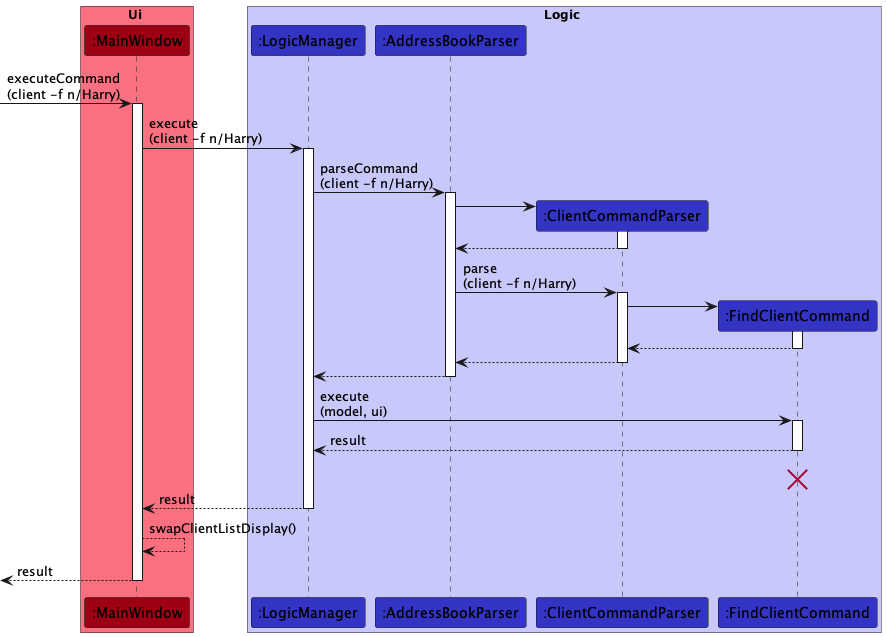 Ui
Logic
:MainWindow
:LogicManager
:AddressBookParser
executeCommand
(client -f n/Harry)
execute
(client -f n/Harry)
parseCommand
(client -f n/Harry)
:ClientCommandParser
parse
(client -f n/Harry)
:FindClientCommand
execute
(model, ui)
result
result
swapClientListDisplay()
result
:MainWindow
:LogicManager
:AddressBookParser
:ClientCommandParser
:FindClientCommand